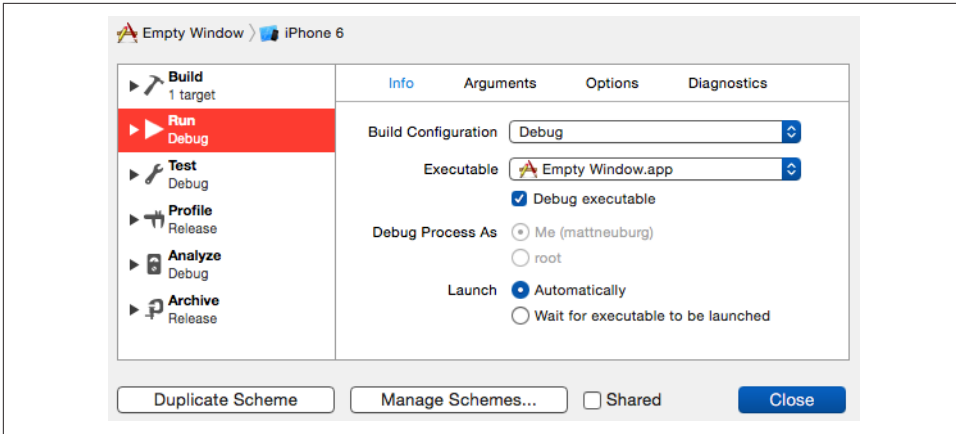 Empty Window iPhone 6
Build
1 target
Run
Debug
Test
Debug
Profile
Release
Analyze
Debug
Archive
Release
Info Arguments Options Diagnostics
Build Configuration Debug
Executable Empty Window.app
Debug executable
Debug Process As Me (mattneuburg)
root
Launch Automatically
Wait for executable to be launched
Duplicate Scheme Manage Schemes... Shared Close